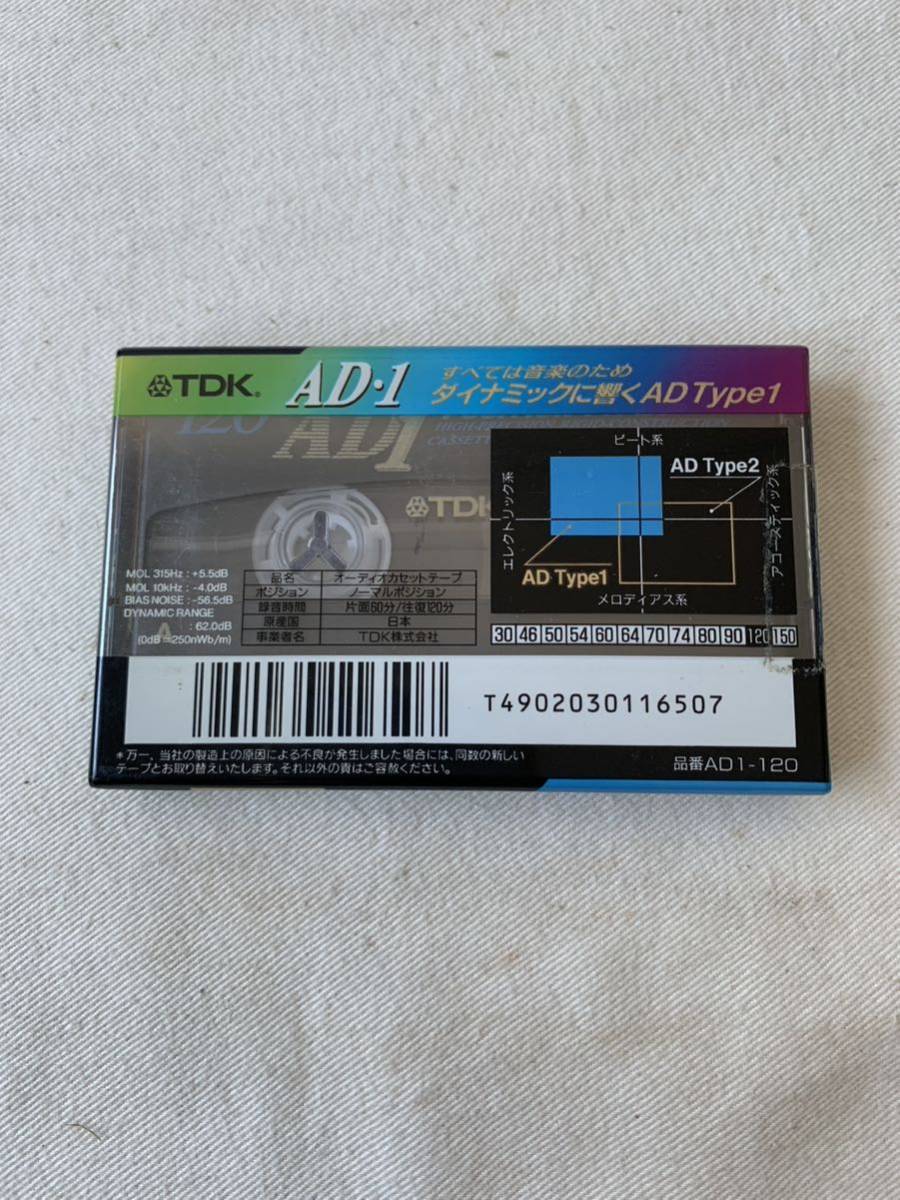 TDK AD・1 すべては音楽のため
ダイナミックに響くAD Type1
120 AD1
HIGH-PRECISION RIGID CONSTRUCTION
CASSETTE
TDK
ビート系
エレクトリック系
アコースティック系
AD Type2
AD Type1
メロディアス系
MOL 315Hz : +5.5dB
MOL 10kHz : -4.0dB
BIAS NOISE : -56.5dB
DYNAMIC RANGE
: 62.0dB
(0dB=250nWb/m)
A
品名 オーディオカセットテープ
ポジション ノーマルポジション
録音時間 片面60分/往復120分
原産国 日本
事業者名 TDK株式会社
30 46 50 54 60 64 70 74 80 90 120 150
T4902030116507
*万一、当社の製造上の原因による不良が発生しました場合には、同数の新しい
テープとお取り替えいたします。それ以外の責はご容赦ください。
品番AD1-120